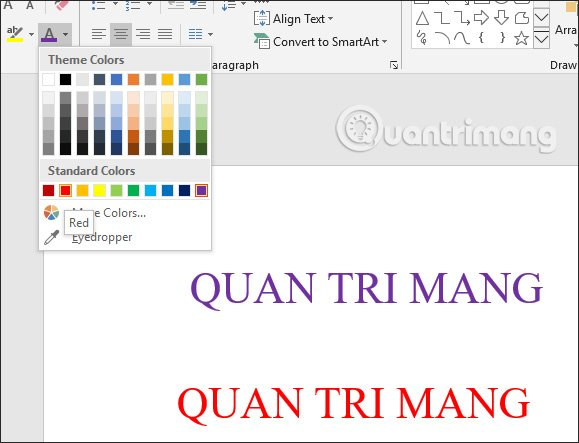 A A
Align Text
Convert to SmartArt
aragraph
Arra
Draw
A
Theme Colors
Quantrimang
Standard Colors
More Colors...
Red
Eyedropper
QUAN TRI MANG
QUAN TRI MANG